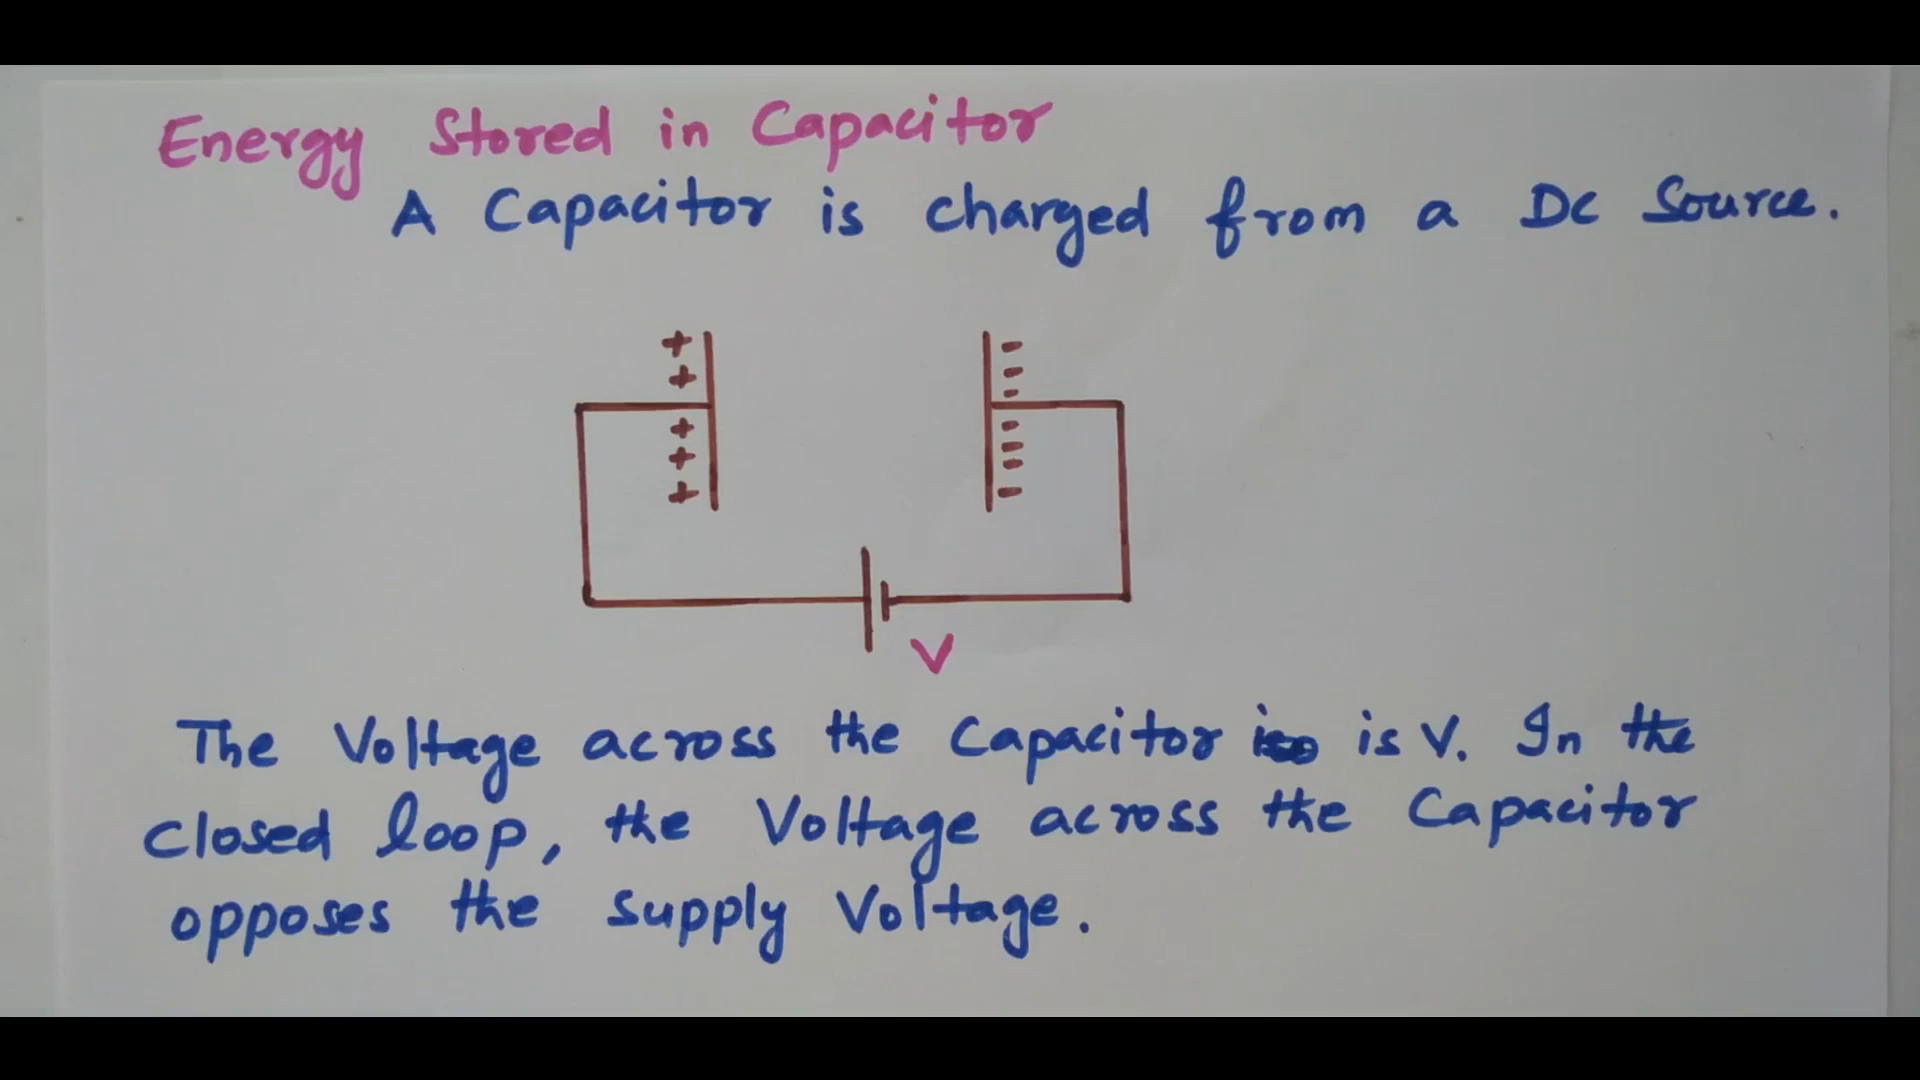 Energy Stored in Capacitor
A Capacitor is charged from a DC Source.
+ -
+ -
-
+ -
+ -
-
+ -
V
The Voltage across the Capacitor is V. In the
closed loop, the Voltage across the Capacitor
opposes the supply Voltage.